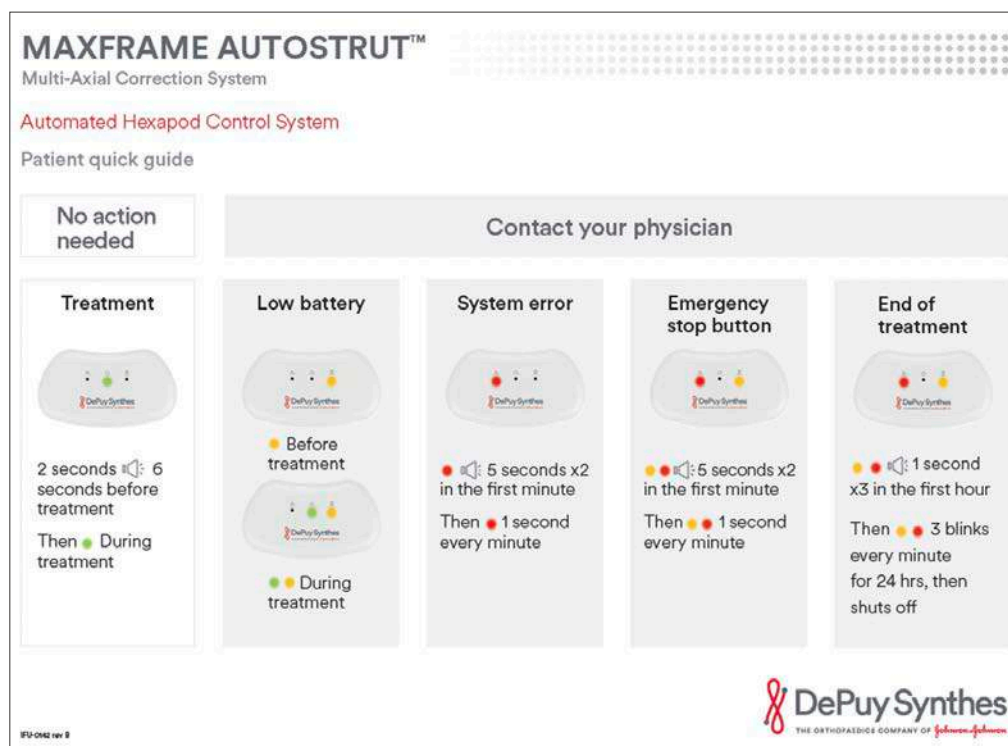 MAXFRAME AUTOSTRUT™
Multi-Axial Correction System
Automated Hexapod Control System
Patient quick guide
No action
needed
Contact your physician
Treatment
DePuy Synthes
2 seconds 6
seconds before
treatment
Then During
treatment
Low battery
DePuy Synthes
Before
treatment
DePuy Synthes
During
treatment
System error
DePuy Synthes
5 seconds x2
in the first minute
Then 1 second
every minute
Emergency
stop button
DePuy Synthes
5 seconds x2
in the first minute
Then 1 second
every minute
End of
treatment
DePuy Synthes
1 second
x3 in the first hour
Then 3 blinks
every minute
for 24 hrs, then
shuts off
DePuy Synthes
THE ORTHOPAEDICS COMPANY OF Johnson & Johnson
IFU-0142 rev B